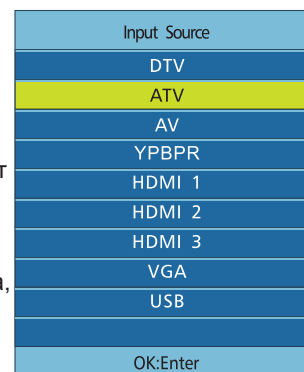 Input Source
DTV
ATV
AV
YPBPR
т
HDMI 1
HDMI 2
HDMI 3
VGA
а,
USB
OK:Enter